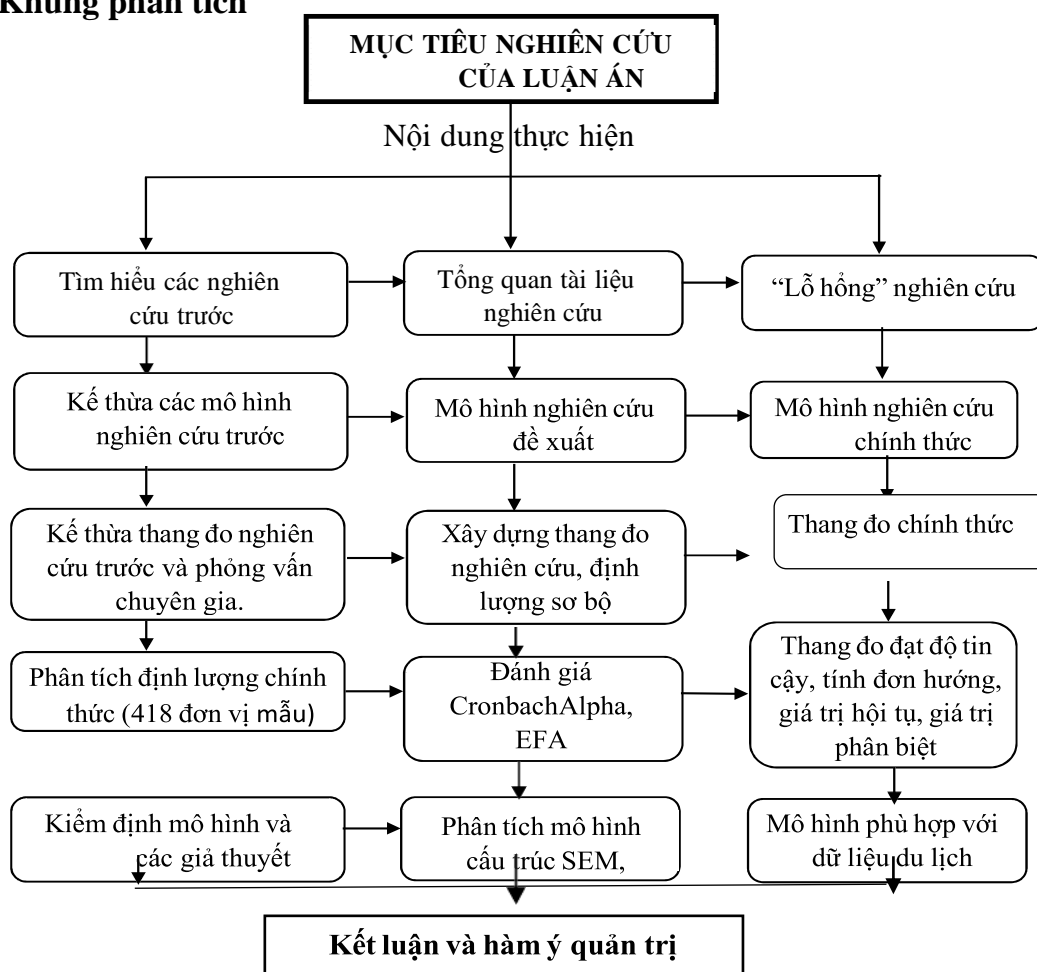 Khung phân tích
MỤC TIÊU NGHIÊN CỨU
CỦA LUẬN ÁN
Nội dung thực hiện
Tìm hiểu các nghiên
cứu trước
Tổng quan tài liệu
nghiên cứu
“Lỗ hổng” nghiên cứu
Kế thừa các mô hình
nghiên cứu trước
Mô hình nghiên cứu
đề xuất
Mô hình nghiên cứu
chính thức
Kế thừa thang đo nghiên
cứu trước và phỏng vấn
chuyên gia.
Xây dựng thang đo
nghiên cứu, định
lượng sơ bộ
Thang đo chính thức
Phân tích định lượng chính
thức (418 đơn vị mẫu)
Đánh giá
CronbachAlpha,
EFA
Thang đo đạt độ tin
cậy, tính đơn hướng,
giá trị hội tụ, giá trị
phân biệt
Kiểm định mô hình và
các giả thuyết
Phân tích mô hình
cấu trúc SEM,
Mô hình phù hợp với
dữ liệu du lịch
Kết luận và hàm ý quản trị